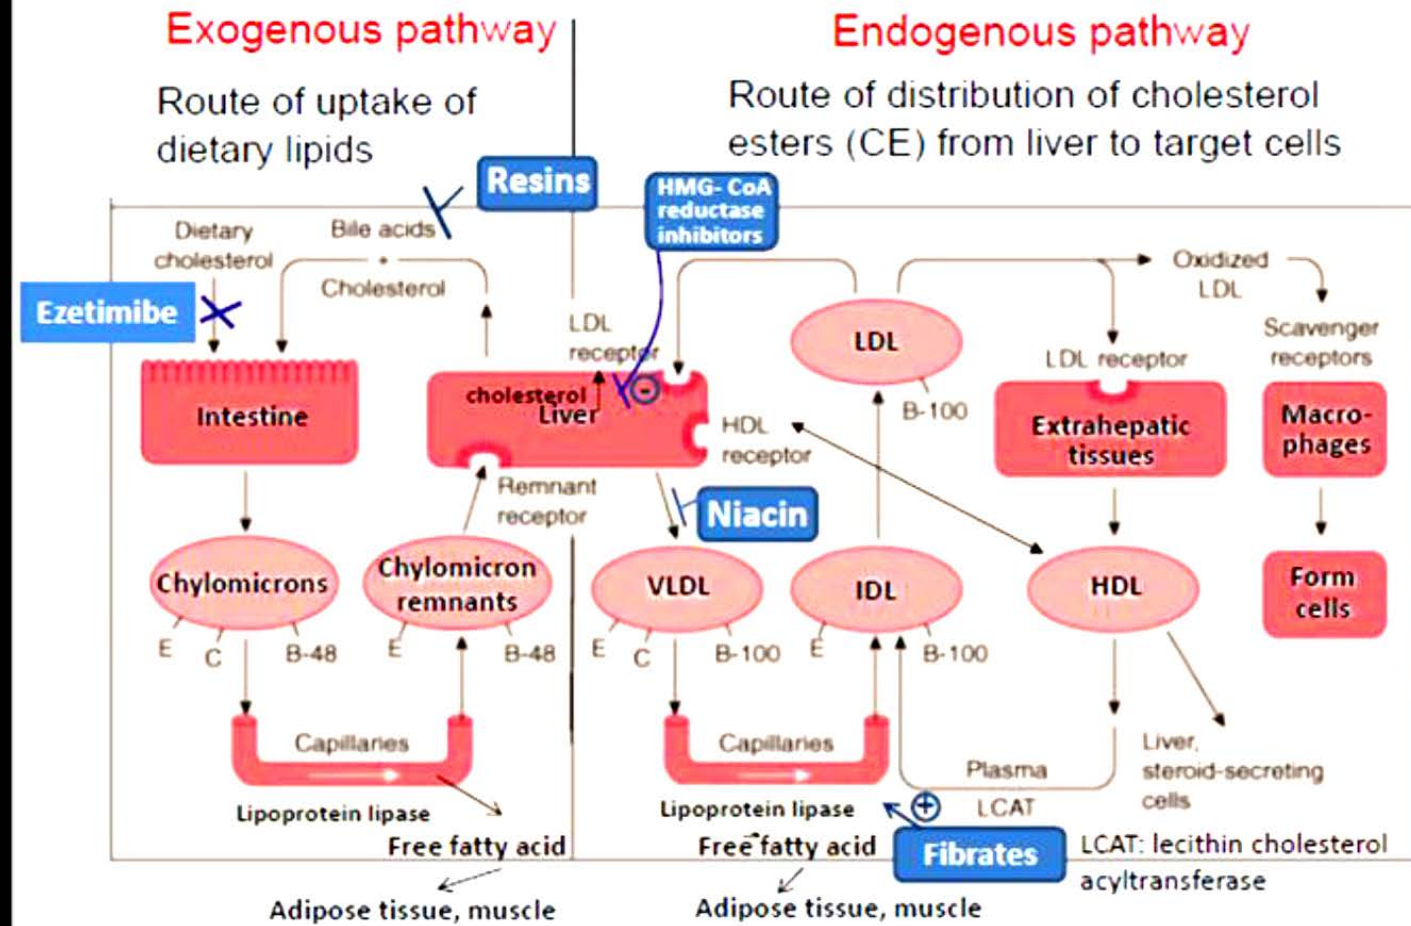 Exogenous pathway
Endogenous pathway
Route of uptake of
dietary lipids
Route of distribution of cholesterol
esters (CE) from liver to target cells
Resins
HMG- CoA
reductase
inhibitors
Dietary
cholesterol
Bile acids
Cholesterol
Ezetimibe
LDL
receptor
LDL
B-100
Oxidized
LDL
Scavenger
receptors
LDL receptor
Intestine
cholesterol
Liver
-
HDL
receptor
Extrahepatic
tissues
Macro-
phages
Remnant
receptor
Niacin
Chylomicrons
E
C
B-48
Chylomicron
remnants
E
B-48
VLDL
E
C
B-100
IDL
E
B-100
HDL
Form
cells
Capillaries
Lipoprotein lipase
Free fatty acid
Adipose tissue, muscle
Capillaries
Lipoprotein lipase
Free fatty acid
Adipose tissue, muscle
Plasma
LCAT
+
Fibrates
Liver,
steroid-secreting
cells
LCAT: lecithin cholesterol
acyltransferase